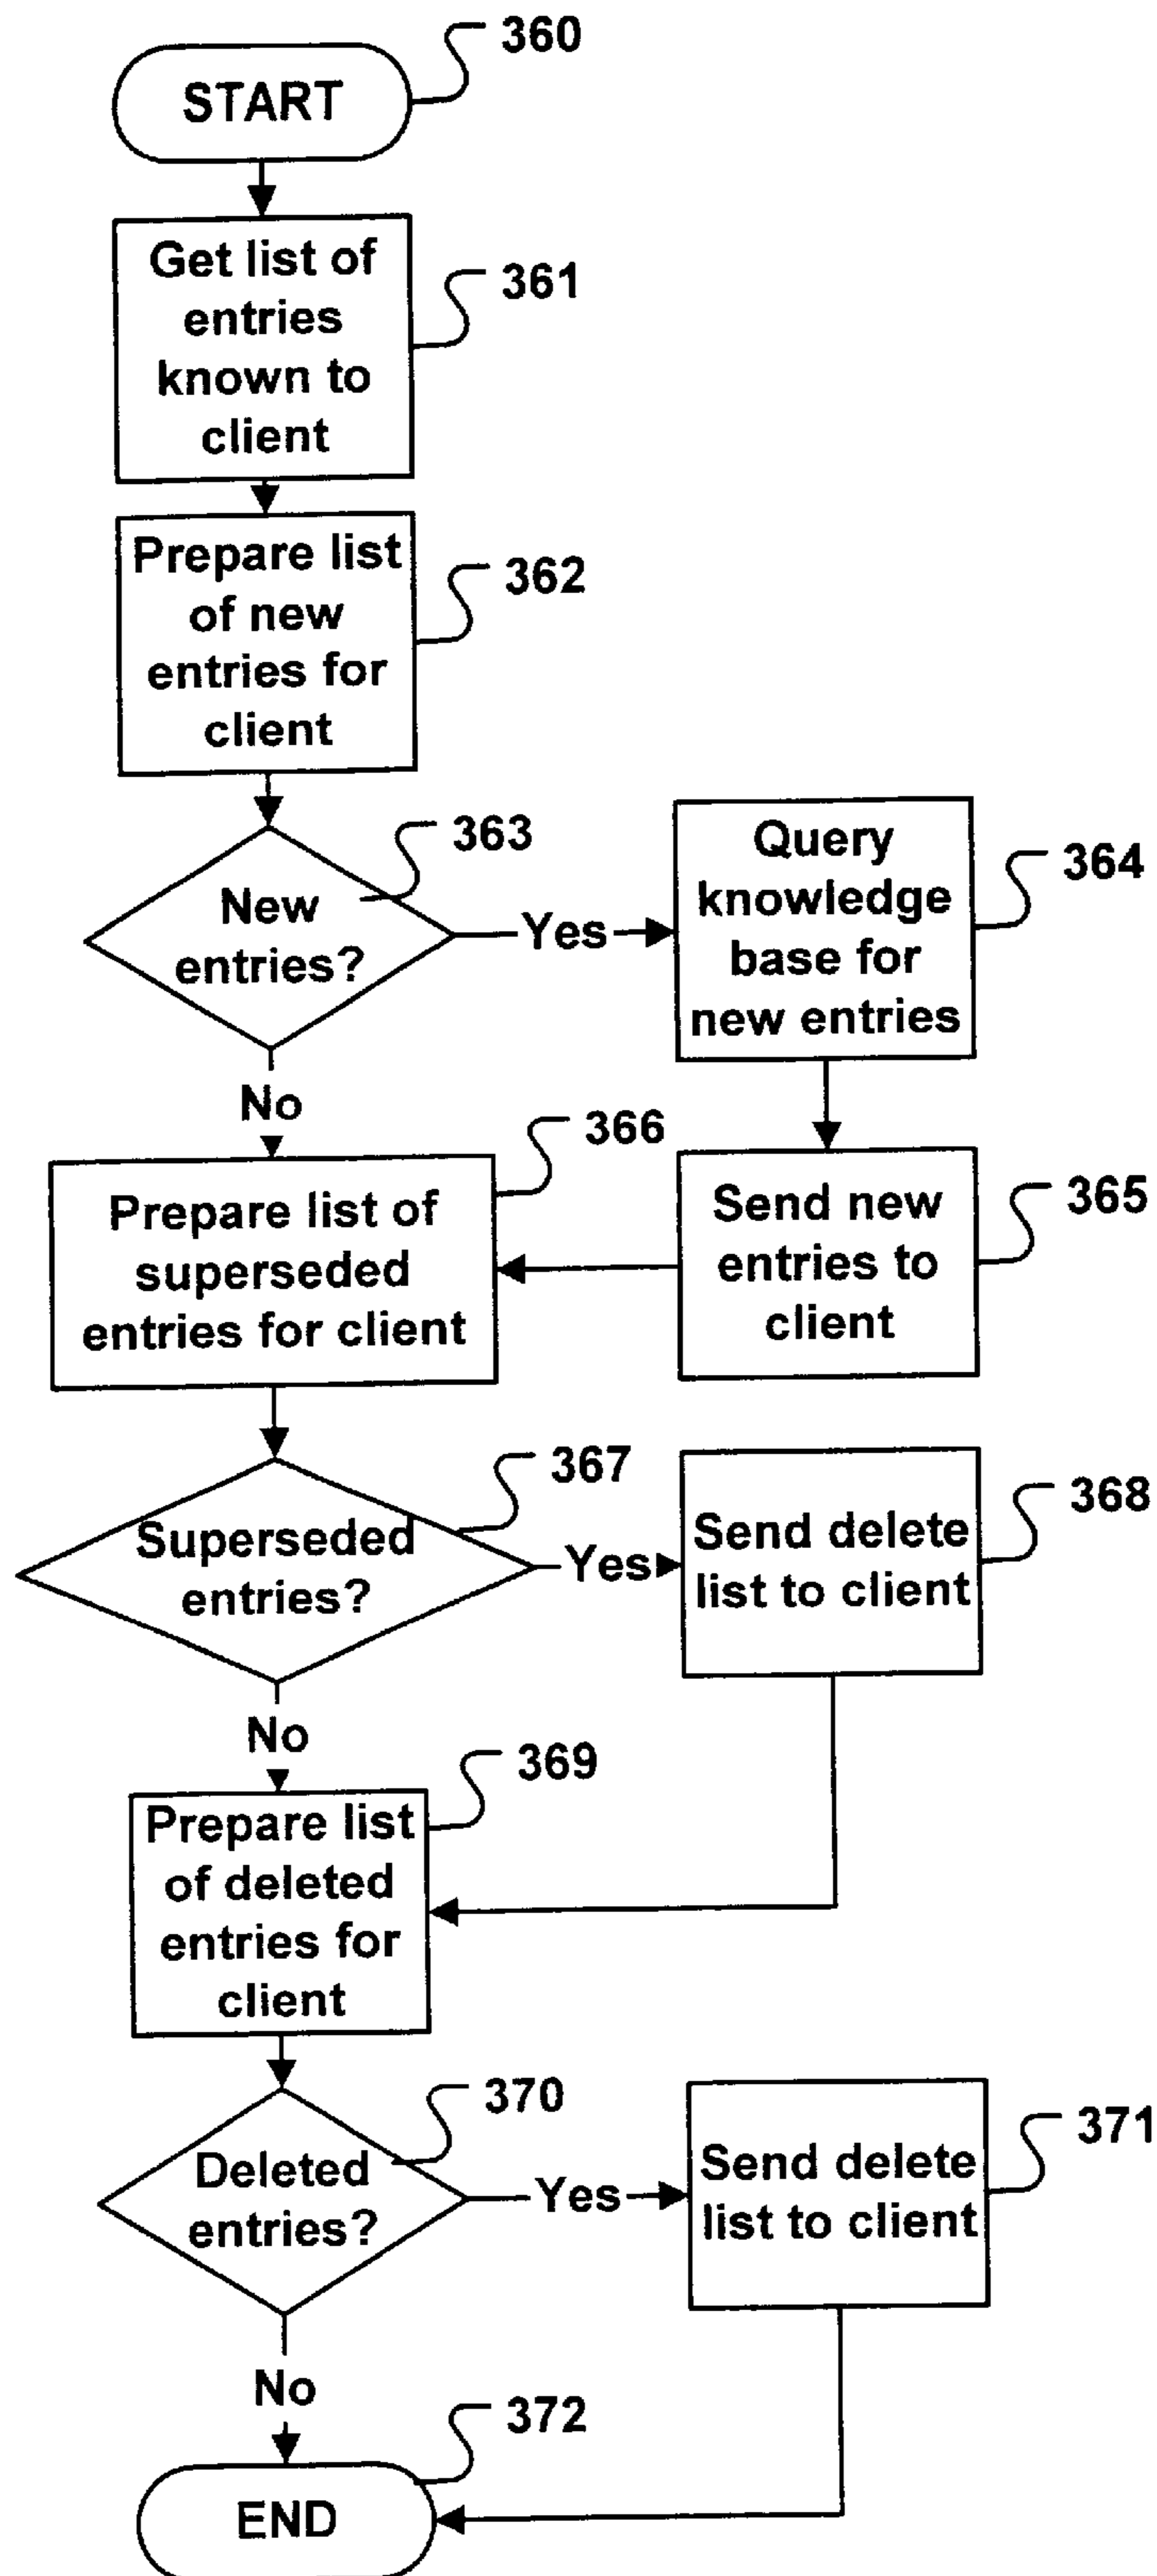 360
START
Get list of
entries
known to
client
361
Prepare list
of new
entries for
client
362
363
New
entries?
Yes
Query
knowledge
base for
new entries
364
No
366
Prepare list of
superseded
entries for client
Send new
entries to
client
365
367
Superseded
entries?
Yes
Send delete
list to client
368
No
369
Prepare list
of deleted
entries for
client
370
Deleted
entries?
Yes
Send delete
list to client
371
No
372
END